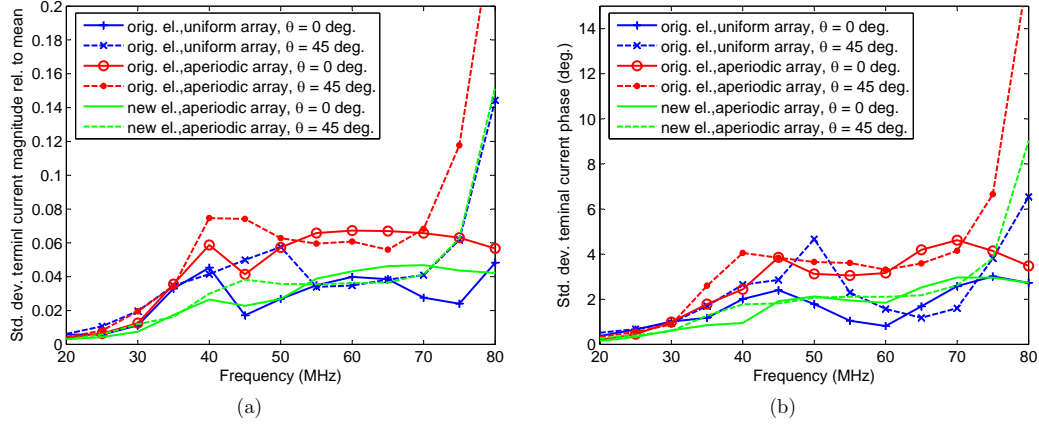 Std. dev. terminl current magnitude rel. to mean
0.2
0.18
0.16
0.14
0.12
0.1
0.08
0.06
0.04
0.02
0
orig. el.,uniform array, θ = 0 deg.
orig. el.,uniform array, θ = 45 deg.
orig. el.,aperiodic array, θ = 0 deg.
orig. el.,aperiodic array, θ = 45 deg.
new el.,aperiodic array, θ = 0 deg.
new el.,aperiodic array, θ = 45 deg.
20 30 40 50 60 70 80
Frequency (MHz)
(a)
Std. dev. teminal current phase (deg.)
14
12
10
8
6
4
2
0
orig. el.,uniform array, θ = 0 deg.
orig. el.,uniform array, θ = 45 deg.
orig. el.,aperiodic array, θ = 0 deg.
orig. el.,aperiodic array, θ = 45 deg.
new el.,aperiodic array, θ = 0 deg.
new el.,aperiodic array, θ = 45 deg.
20 30 40 50 60 70 80
Frequency (MHz)
(b)